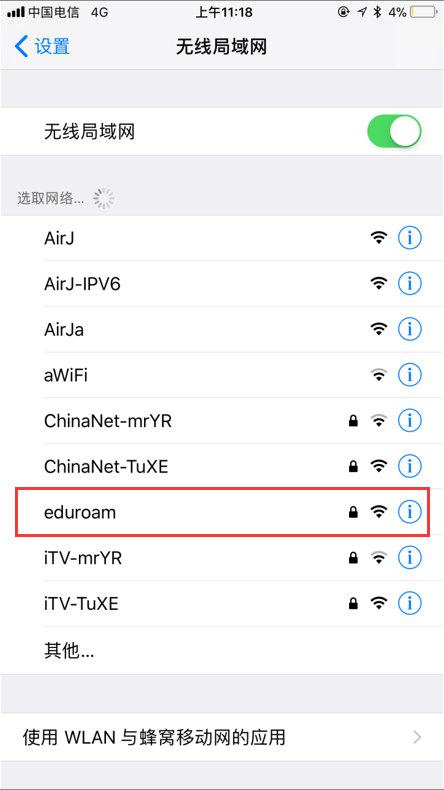 中国电信 4G 上午11:18 4%
设置 无线局域网
无线局域网
选取网络...
AirJ
AirJ-IPV6
AirJa
aWiFi
ChinaNet-mrYR
ChinaNet-TuXE
eduroam
iTV-mrYR
iTV-TuXE
其他...
使用 WLAN 与蜂窝移动网的应用